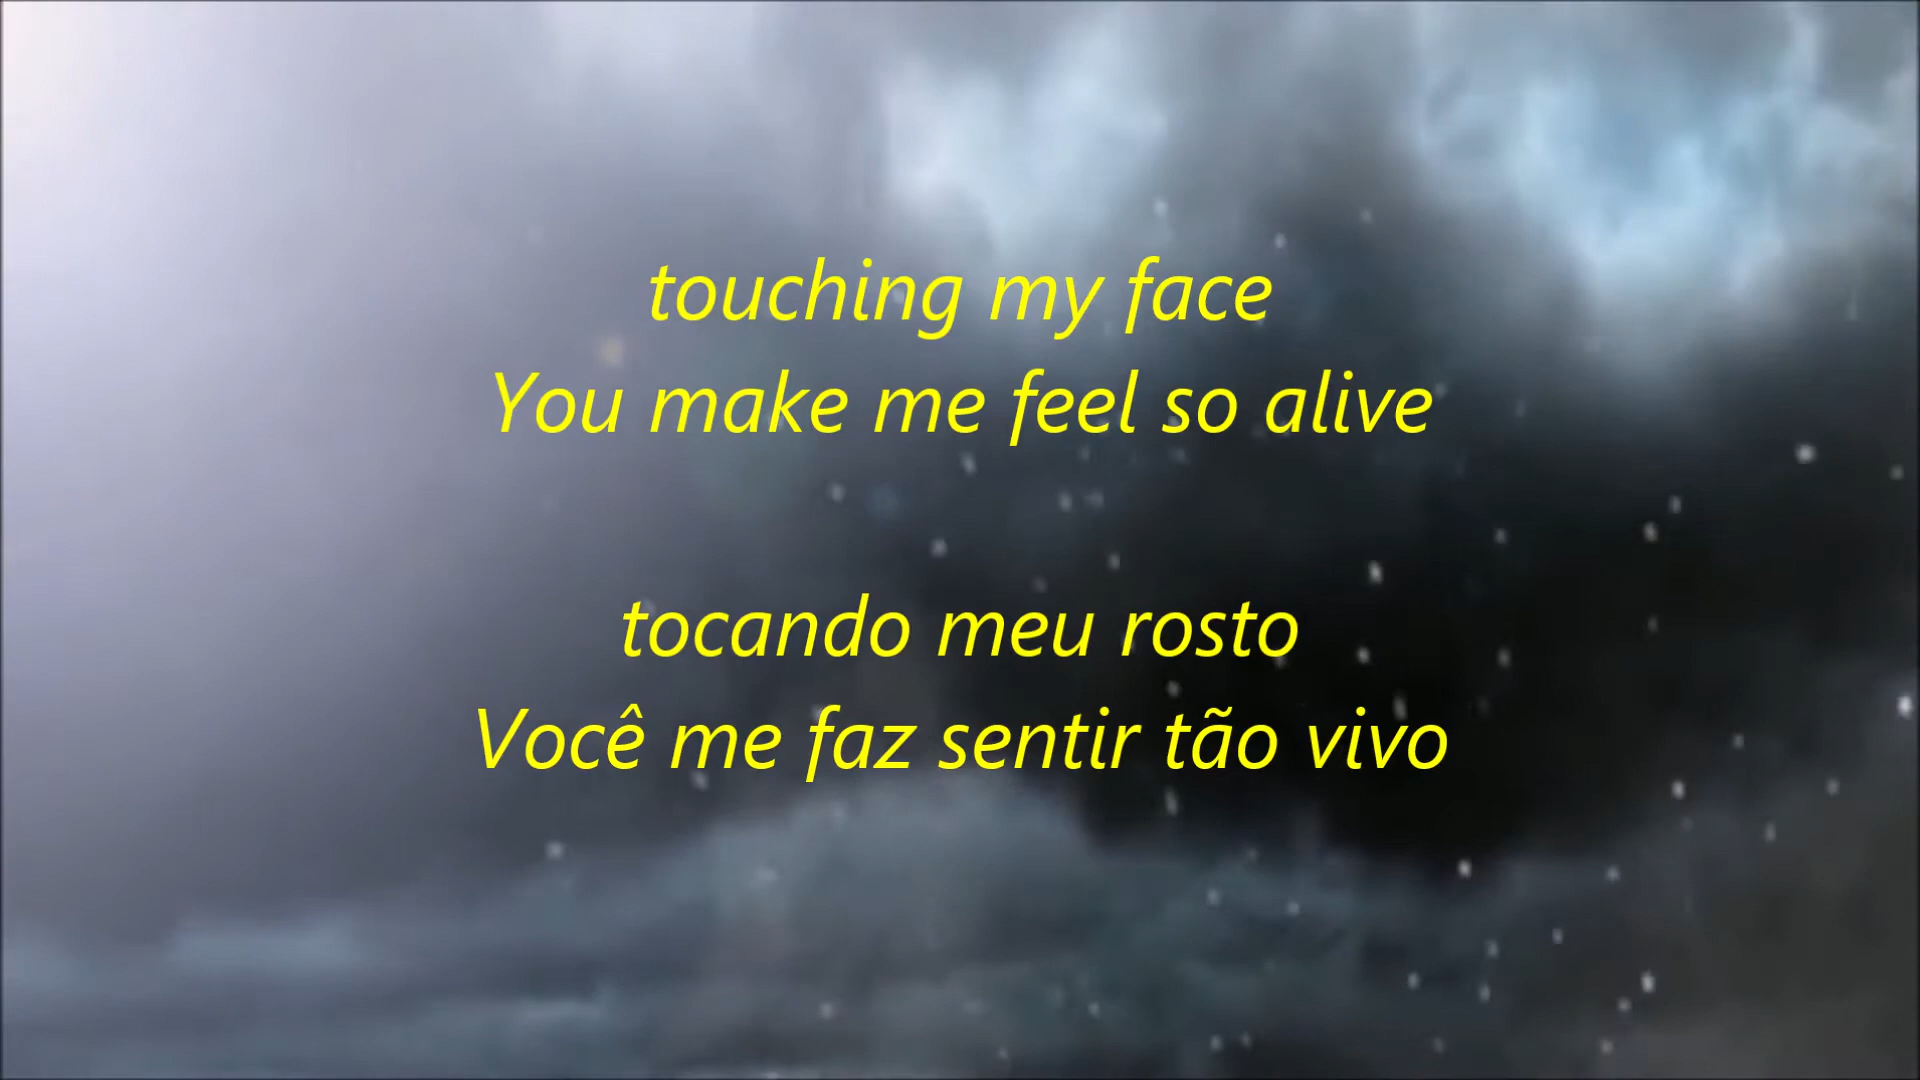 touching my face
You make me feel so alive
tocando meu rosto
Você me faz sentir tão vivo